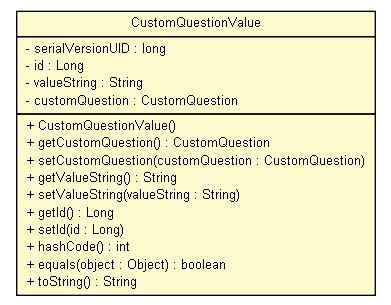 CustomQuestionValue
- serialVersionUID : long
- id : Long
- valueString : String
- customQuestion : CustomQuestion
+ CustomQuestionValue()
+ getCustomQuestion() : CustomQuestion
+ setCustomQuestion(customQuestion : CustomQuestion)
+ getValueString() : String
+ setValueString(valueString : String)
+ getId() : Long
+ setId(id : Long)
+ hashCode() : int
+ equals(object : Object) : boolean
+ toString() : String